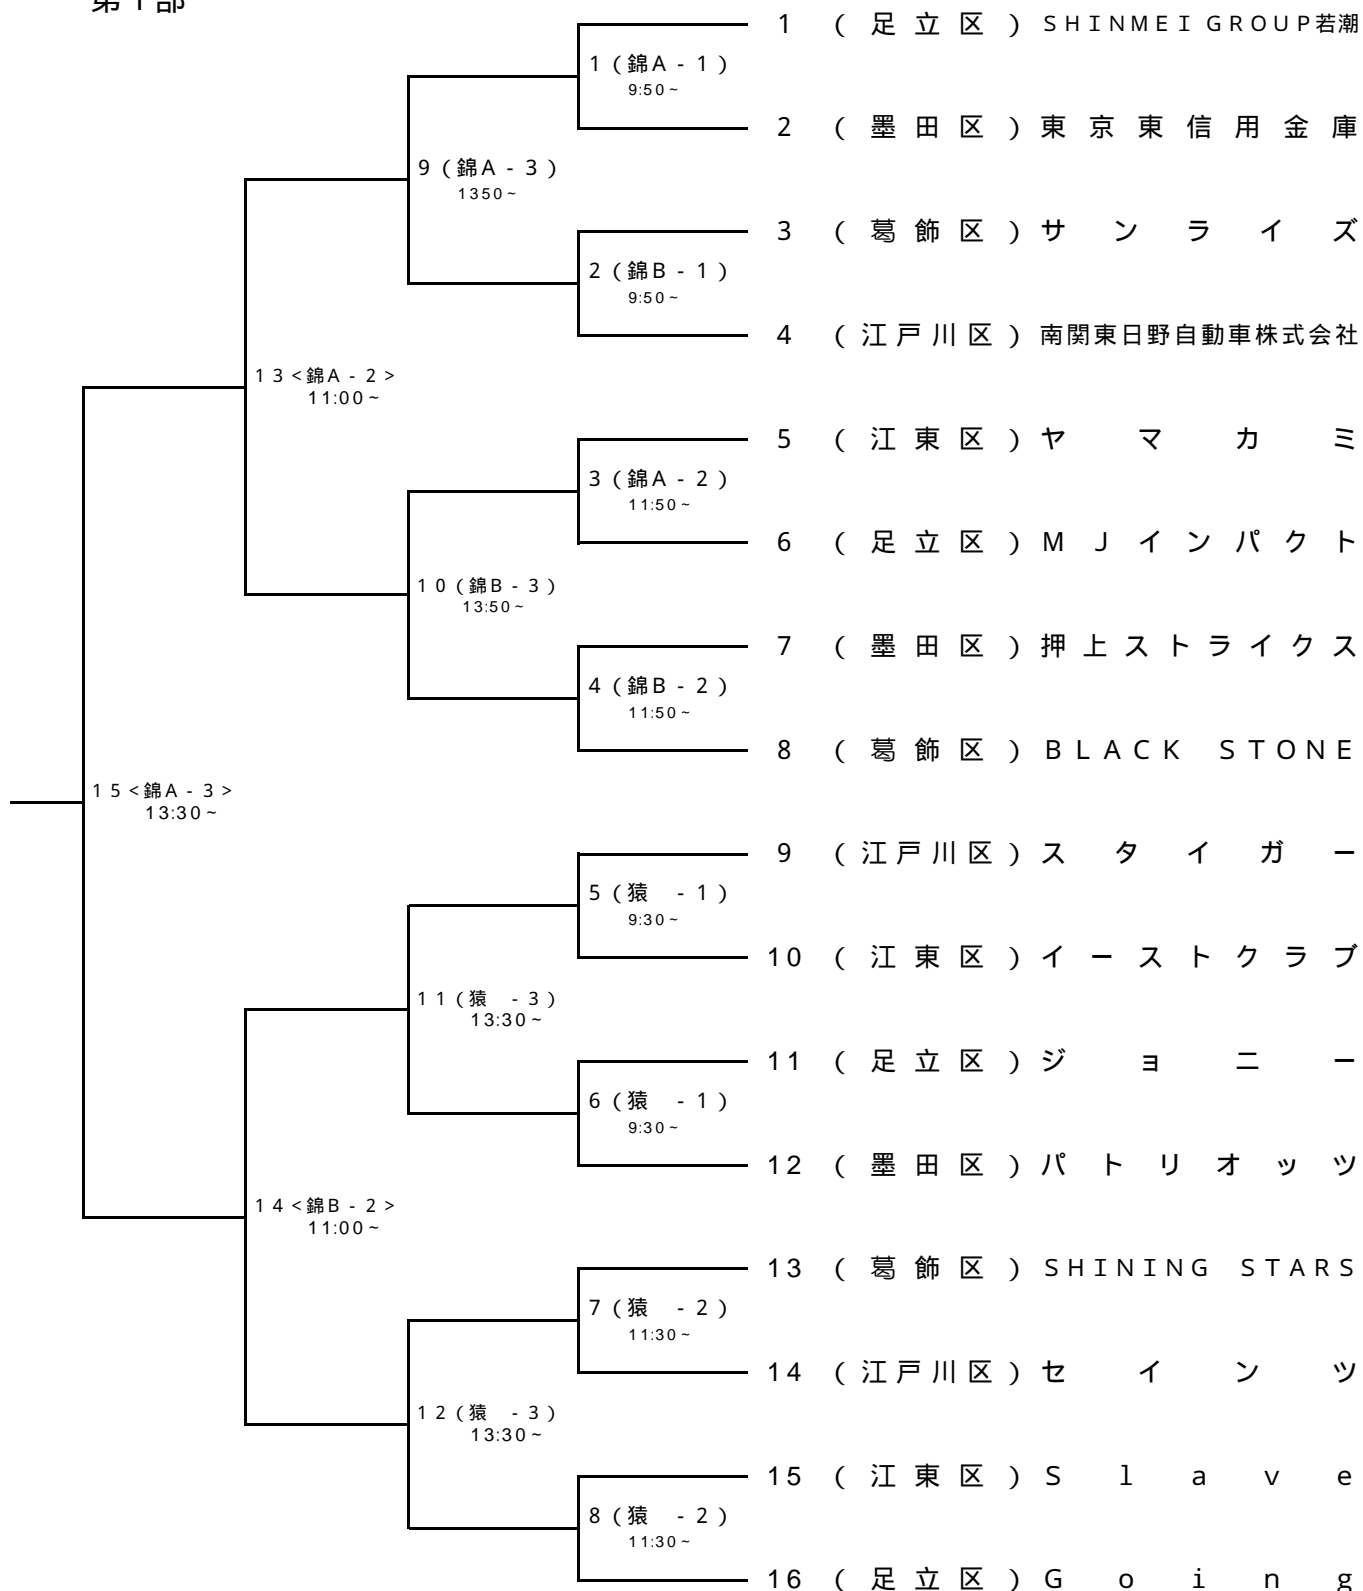 第1部
1 (足立区) SHINMEI GROUP若潮
1(錦A-1)
9:50~
2 (墨田区) 東京東信用金庫
9(錦A-3)
1350~
3 (葛飾区) サンライズ
2(錦B-1)
9:50~
4 (江戸川区) 南関東日野自動車株式会社
13<錦A-2>
11:00~
5 (江東区) ヤマカミ
3(錦A-2)
11:50~
6 (足立区) MJインパクト
10(錦B-3)
13:50~
7 (墨田区) 押上ストライクス
4(錦B-2)
11:50~
8 (葛飾区) BLACK STONE
15<錦A-3>
13:30~
9 (江戸川区) スタイガー
5(猿 -1)
9:30~
10 (江東区) イーストクラブ
11(猿 -3)
13:30~
11 (足立区) ジョニー
6(猿 -1)
9:30~
12 (墨田区) パトリオッツ
14<錦B-2>
11:00~
13 (葛飾区) SHINING STARS
7(猿 -2)
11:30~
14 (江戸川区) セインツ
12(猿 -3)
13:30~
15 (江東区) Slave
8(猿 -2)
11:30~
16 (足立区) Going